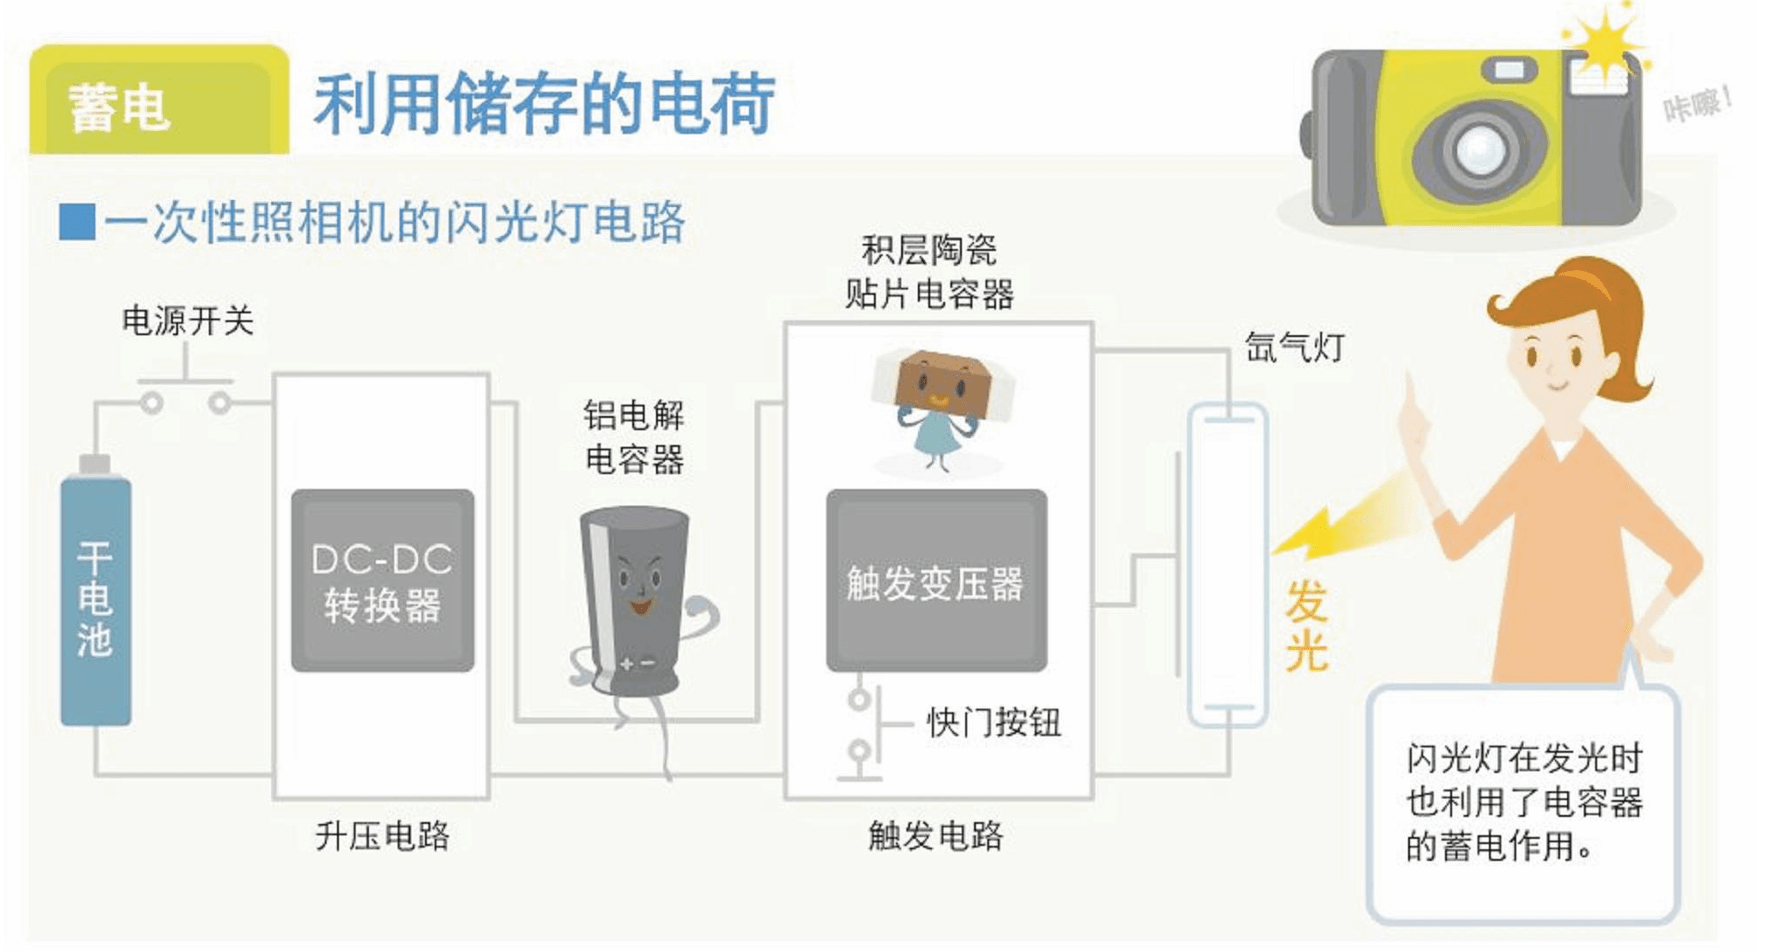 蓄电
利用储存的电荷
咔嚓！
■一次性照相机的闪光灯电路
电源开关
积层陶瓷
贴片电容器
氙气灯
铝电解
电容器
干电池
DC-DC
转换器
触发变压器
发光
快门按钮
升压电路
触发电路
闪光灯在发光时
也利用了电容器
的蓄电作用。